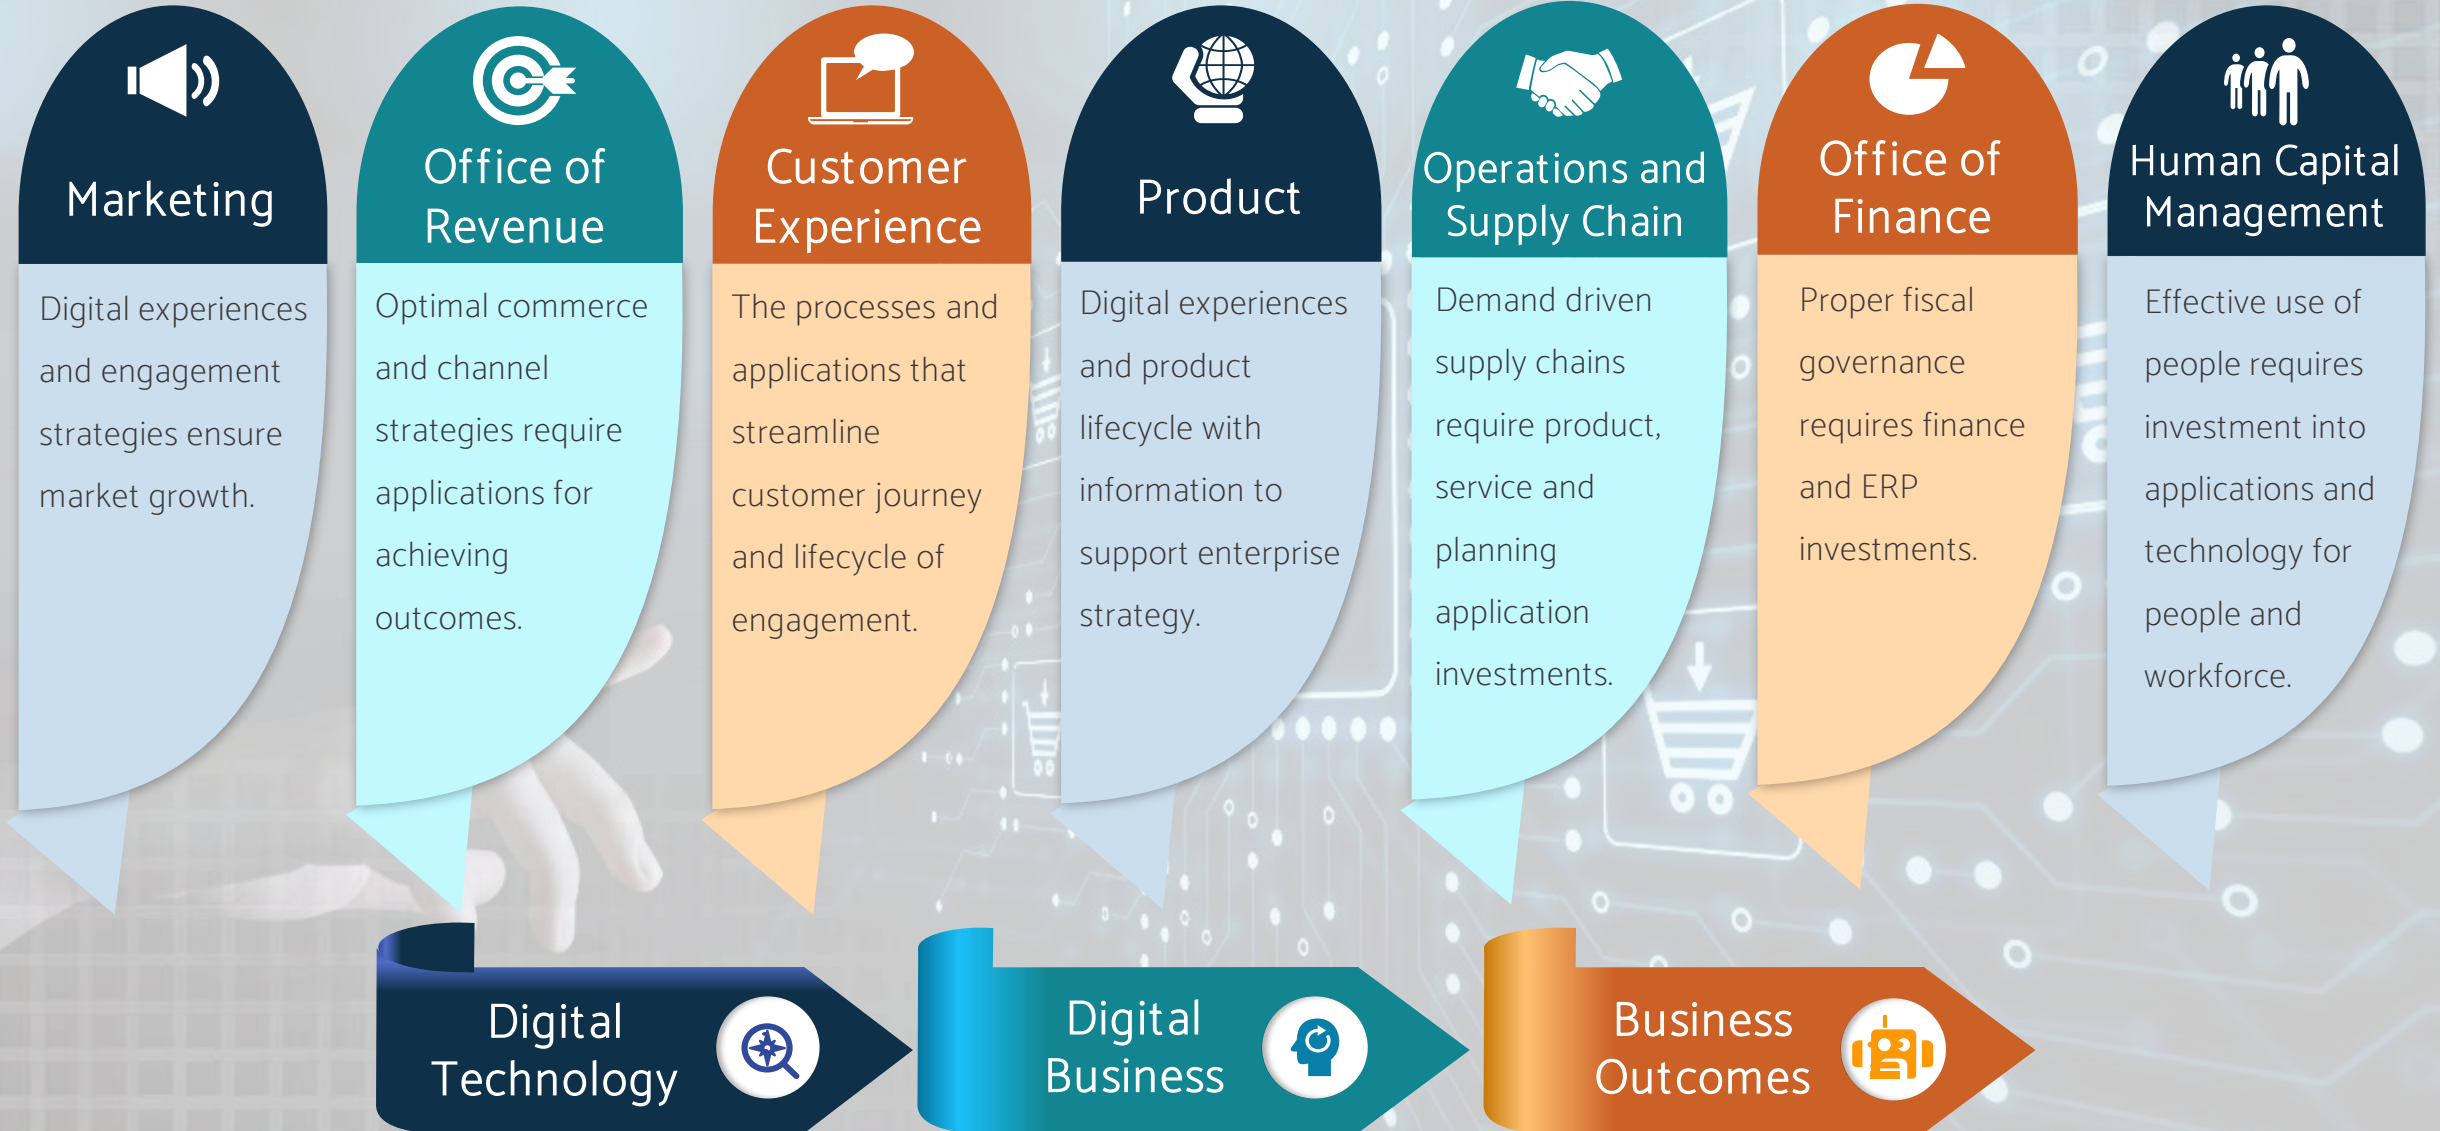 Marketing
Digital experiences
and engagement
strategies ensure
market growth.
Office of
Revenue
Optimal commerce
and channel
strategies require
applications for
achieving
outcomes.
Customer
Experience
The processes and
applications that
streamline
customer journey
and lifecycle of
engagement.
Product
Digital experiences
and product
lifecycle with
information to
support enterprise
strategy.
Operations and
Supply Chain
Demand driven
supply chains
require product,
service and
planning
application
investments.
Office of
Finance
Proper fiscal
governance
requires finance
and ERP
investments.
Human Capital
Management
Effective use of
people requires
investment into
applications and
technology for
people and
workforce.
Digital
Technology
Digital
Business
Business
Outcomes